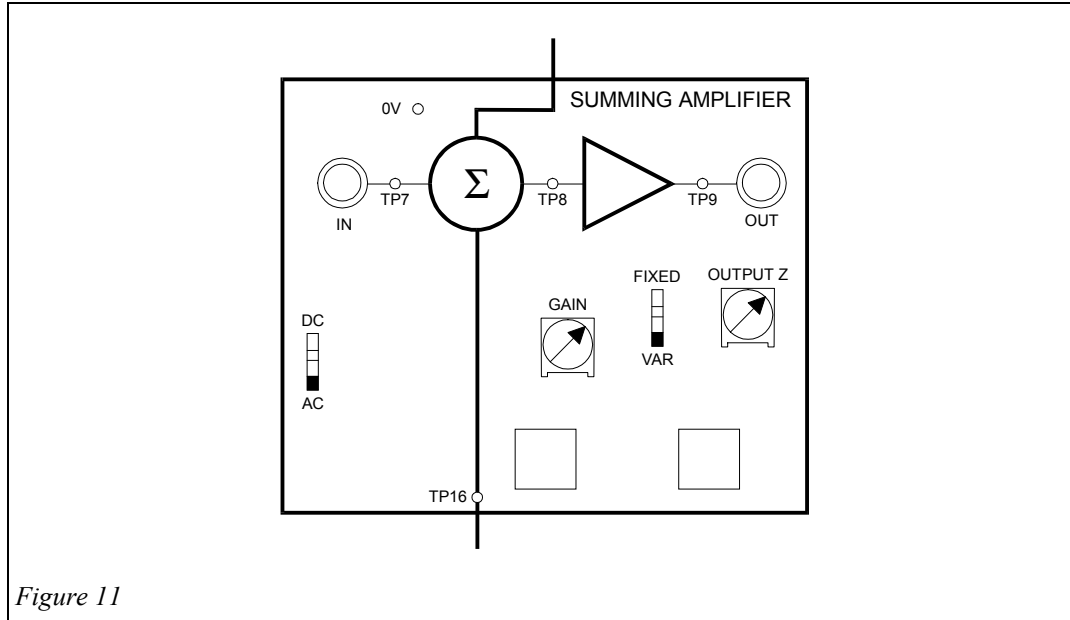 SUMMING AMPLIFIER
0V
Σ
TP7
TP8
TP9
IN
OUT
FIXED
OUTPUT Z
GAIN
DC
VAR
AC
TP16
Figure 11